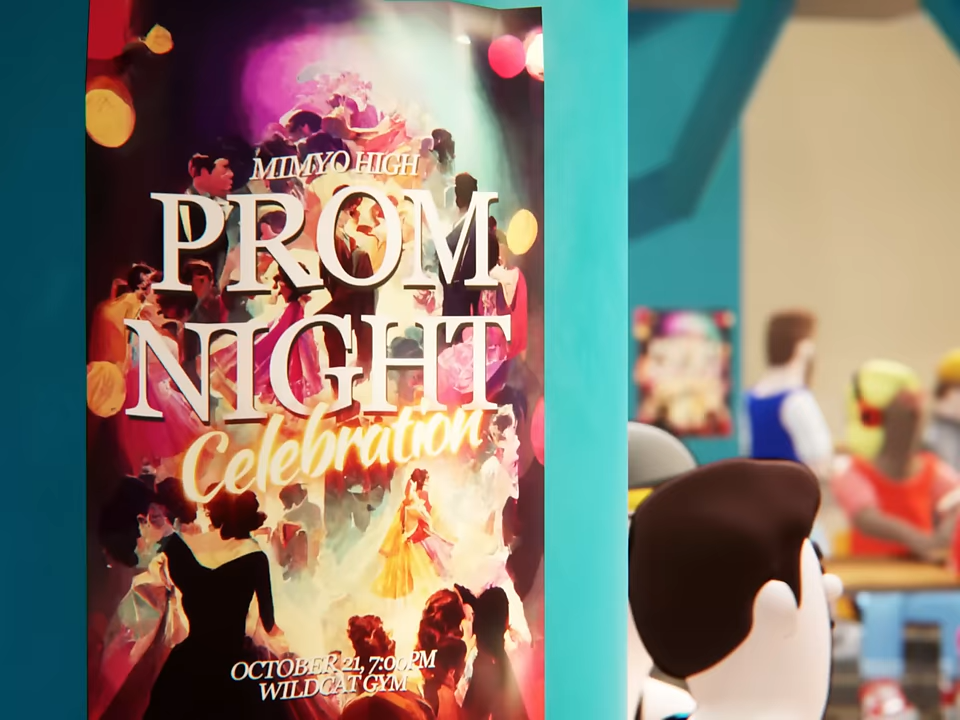 MIMYO HIGH
PROM
NIGHT
Celebration
OCTOBER 21, 7:00PM
WILDCAT GYM